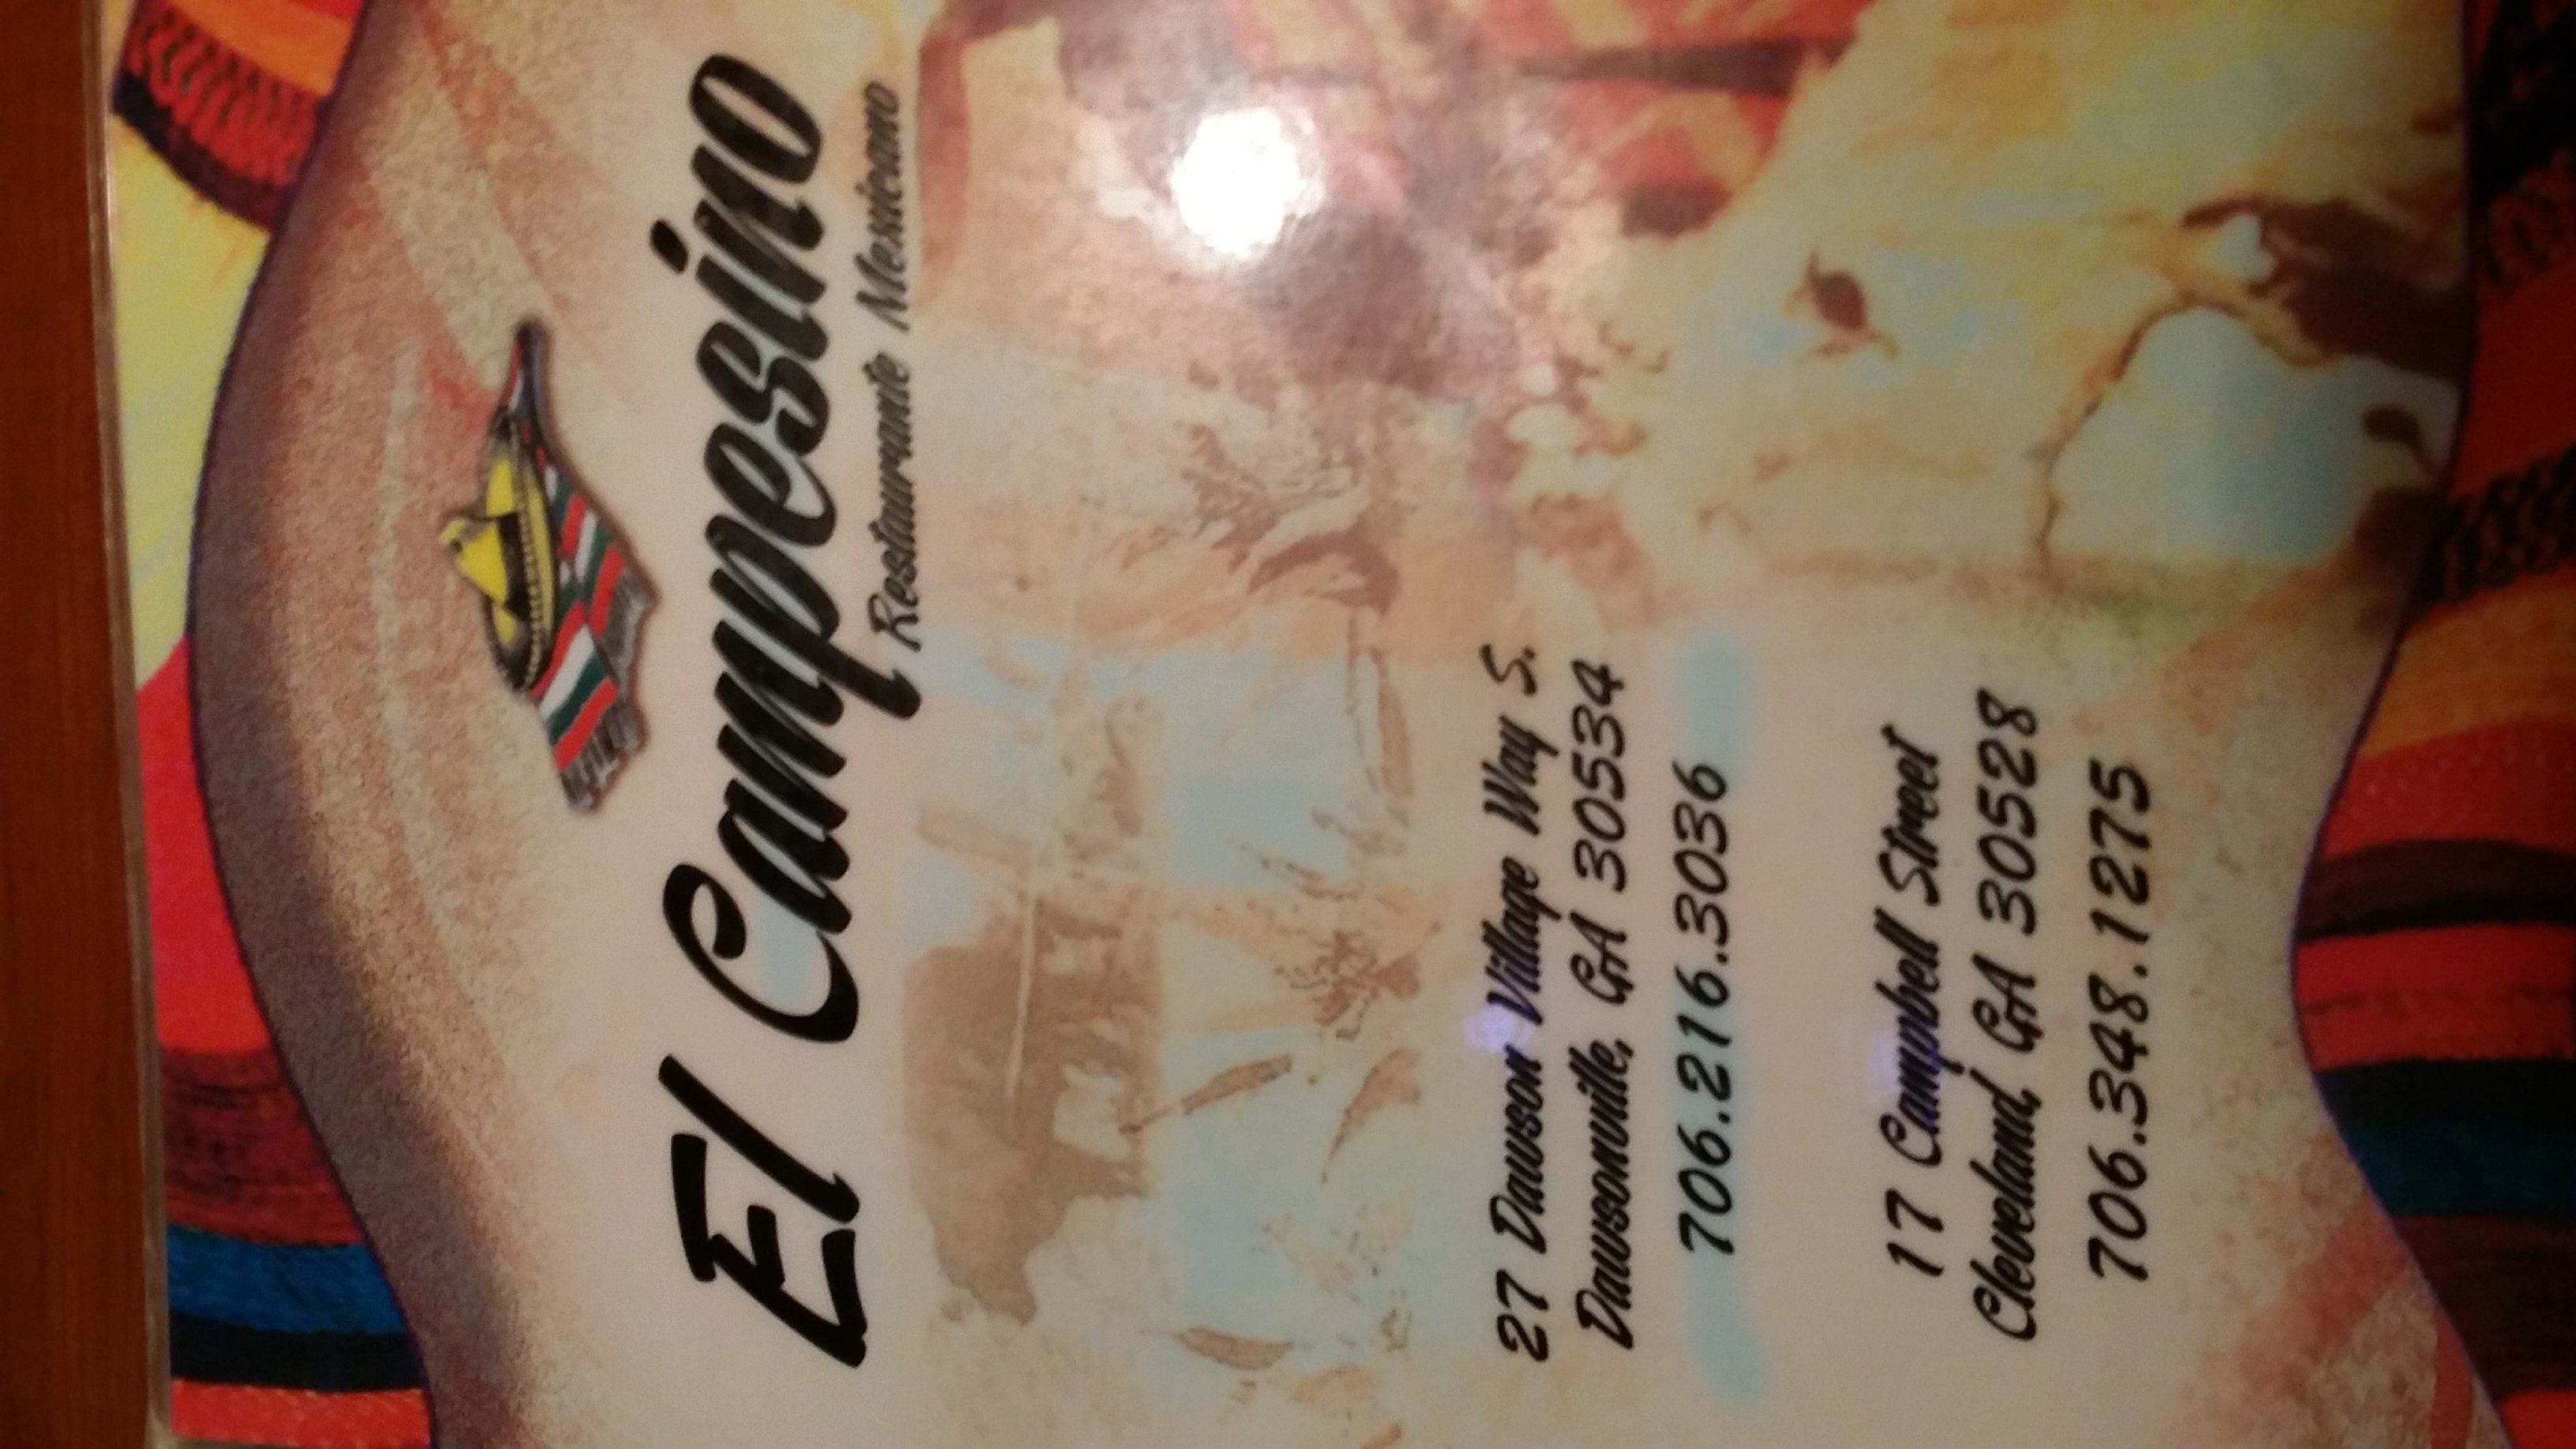 El Campesino
Restaurante Mexicano
27 Dawson Village Way S.
Dawsonville, GA 30534
706.216.3036
17 Campbell Street
Cleveland, GA 30528
706.348.1275